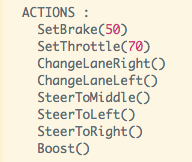 ACTIONS :
SetBrake(50)
SetThrottle(70)
ChangeLaneRight()
ChangeLaneLeft()
SteerToMiddle()
SteerToLeft()
SteerToRight()
Boost()